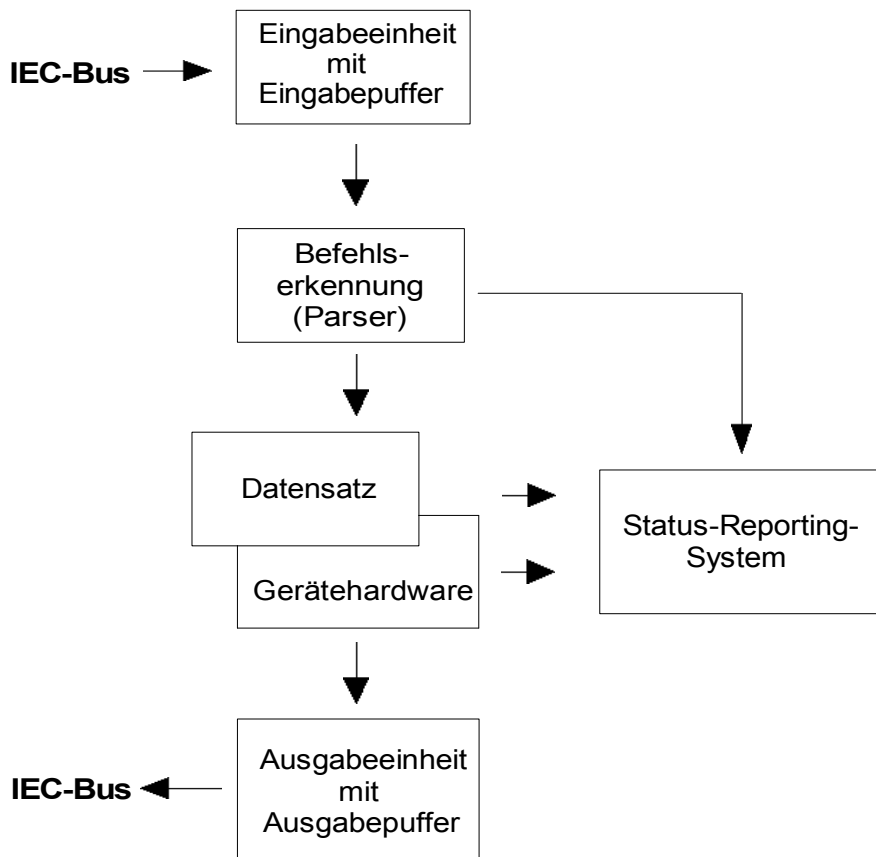 Eingabeeinheit
mit
Eingabepuffer
IEC-Bus
Befehls-
erkennung
(Parser)
Datensatz
Gerätehardware
Status-Reporting-
System
Ausgabeeinheit
mit
Ausgabepuffer
IEC-Bus